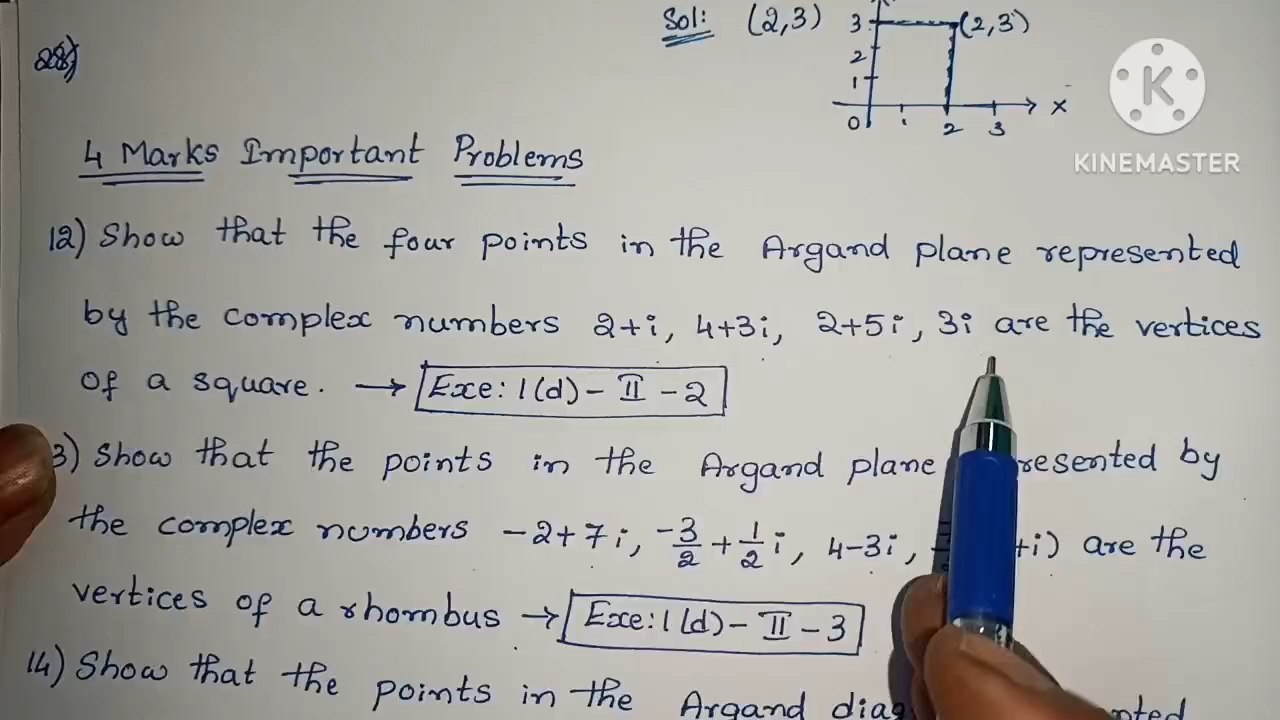 Sol: (2,3)
3 (2,3)
2
1
0 1 2 3 X
K
KINEMASTER
4 Marks Important Problems
12) Show that the four points in the Argand plane represented
by the complex numbers 2+i, 4+3i, 2+5i, 3i are the vertices
of a square. → Exe: 1(d) - II - 2
3) Show that the points in the Argand plane resented by
the complex numbers -2+7i, -3/2 + 1/2 i, 4-3i, +i) are the
vertices of a rhombus → Exe: 1(d) - II - 3
14) Show that the points in the Argand diag nted